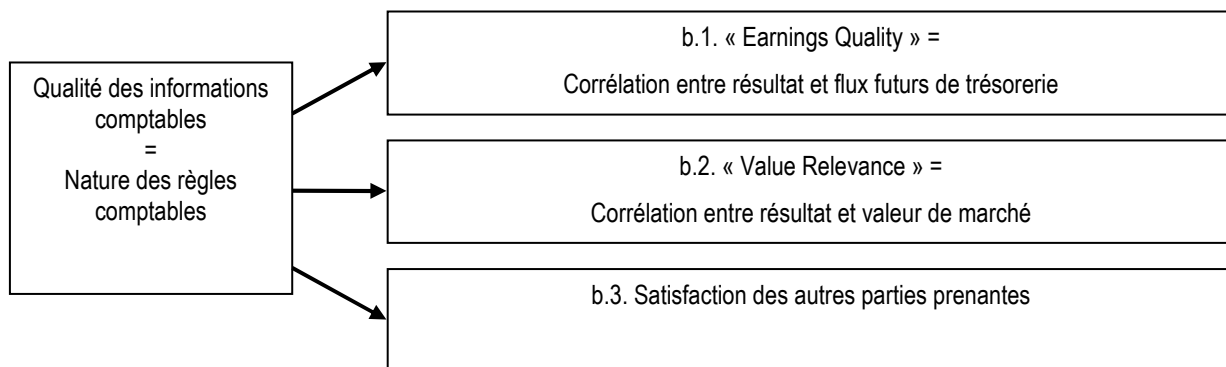 Qualité des informations
comptables
=
Nature des règles
comptables
b.1. « Earnings Quality » =
Corrélation entre résultat et flux futurs de trésorerie
b.2. « Value Relevance » =
Corrélation entre résultat et valeur de marché
b.3. Satisfaction des autres parties prenantes